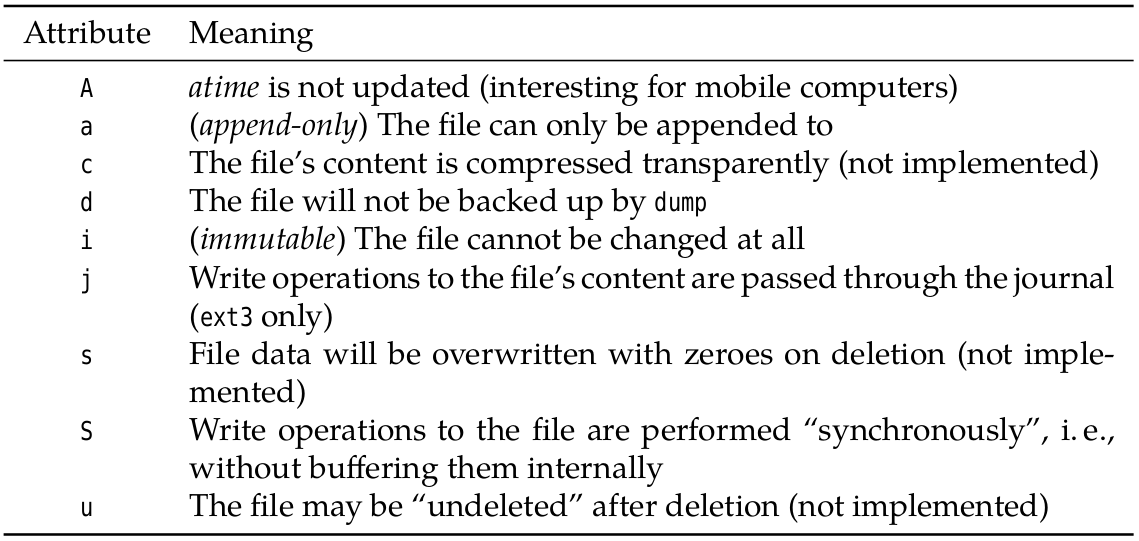 Attribute Meaning
A atime is not updated (interesting for mobile computers)
a (append-only) The file can only be appended to
c The file’s content is compressed transparently (not implemented)
d The file will not be backed up by dump
i (immutable) The file cannot be changed at all
j Write operations to the file’s content are passed through the journal
(ext3 only)
s File data will be overwritten with zeroes on deletion (not imple-
mented)
S Write operations to the file are performed “synchronously”, i. e.,
without buffering them internally
u The file may be “undeleted” after deletion (not implemented)